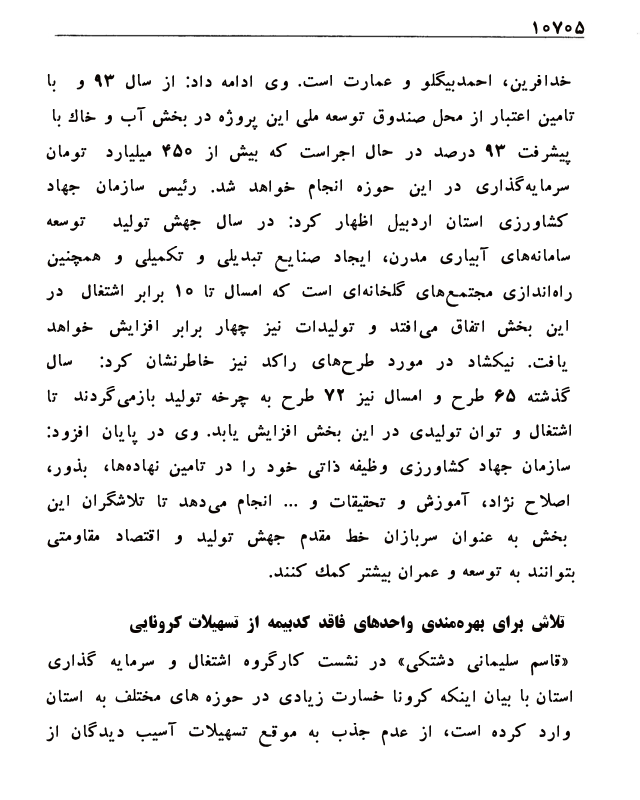 ۱۰۷۰۵
خدافرین، احمدبیگلو و عمارت است. وی ادامه داد: از سال ۹۳ و با
تامین اعتبار از محل صندوق توسعه ملی این پروژه در بخش آب و خاك با
پیشرفت ۹۳ درصد در حال اجراست که بیش از ۴۵۰ میلیارد تومان
سرمایه‌گذاری در این حوزه انجام خواهد شد. رئیس سازمان جهاد
کشاورزی استان اردبیل اظهار کرد: در سال جهش تولید توسعه
سامانه‌های آبیاری مدرن، ایجاد صنایع تبدیلی و تکمیلی و همچنین
راه‌اندازی مجتمع‌های گلخانه‌ای است که امسال تا ۱۰ برابر اشتغال در
این بخش اتفاق می‌افتد و تولیدات نیز چهار برابر افزایش خواهد
یافت. نیکشاد در مورد طرح‌های راکد نیز خاطرنشان کرد: سال
گذشته ۶۵ طرح و امسال نیز ۷۲ طرح به چرخه تولید بازمی‌گردند تا
اشتغال و توان تولیدی در این بخش افزایش یابد. وی در پایان افزود:
سازمان جهاد کشاورزی وظیفه ذاتی خود را در تامین نهاده‌ها، بذور،
اصلاح نژاد، آموزش و تحقیقات و ... انجام می‌دهد تا تلاشگران این
بخش به عنوان سربازان خط مقدم جهش تولید و اقتصاد مقاومتی
بتوانند به توسعه و عمران بیشتر کمك کنند.
تلاش برای بهره‌مندی واحدهای فاقد کدبیمه از تسهیلات کرونایی
«قاسم سلیمانی دشتکی» در نشست کارگروه اشتغال و سرمایه گذاری
استان با بیان اینکه کرونا خسارت زیادی در حوزه های مختلف به استان
وارد کرده است، از عدم جذب به موقع تسهیلات آسیب دیدگان از